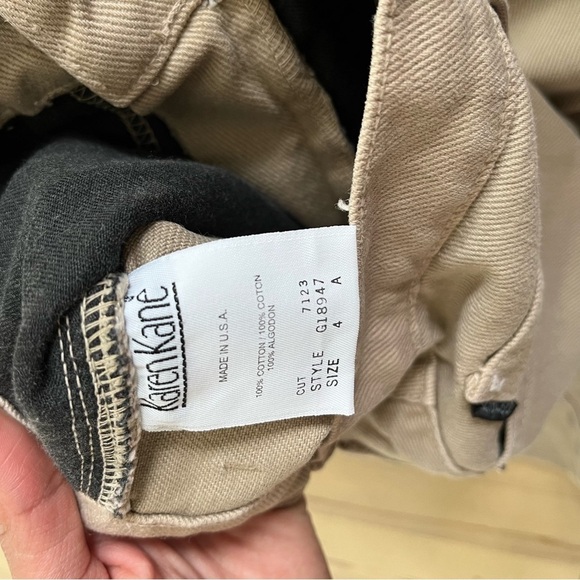 Karen Kane
MADE IN U.S.A.
100% COTTON / 100% COTON
100% ALGODON
CUT 7123
STYLE G18947
SIZE 4 A